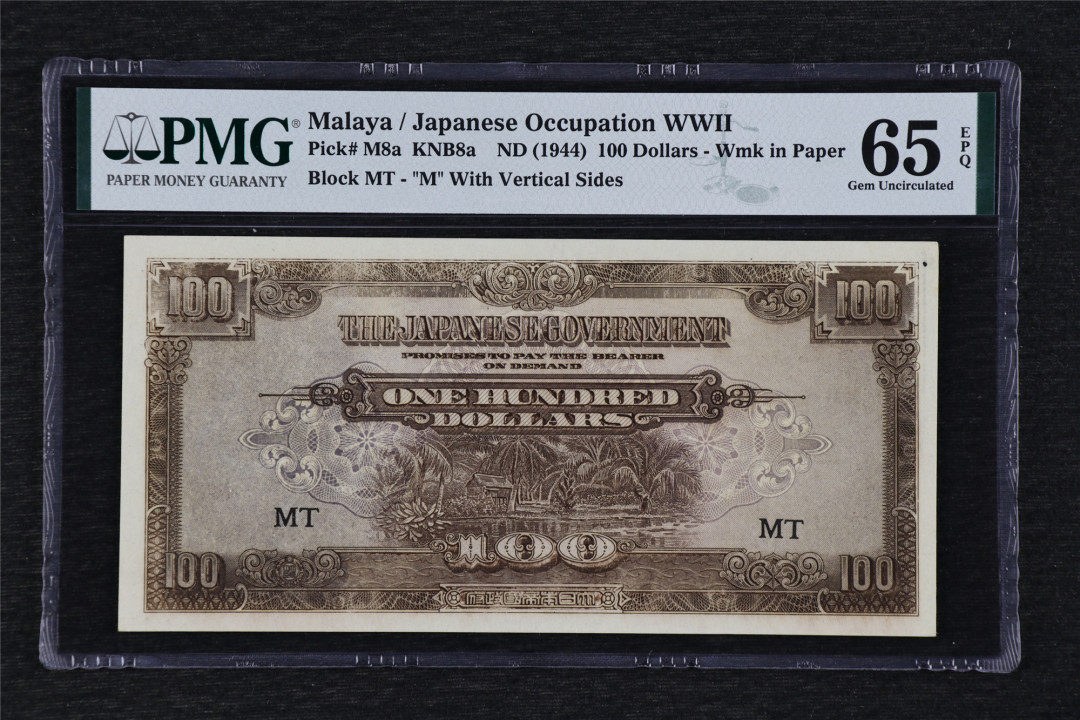 PMG®
PAPER MONEY GUARANTY
Malaya / Japanese Occupation WWII
Pick# M8a KNB8a ND (1944) 100 Dollars - Wmk in Paper
Block MT - "M" With Vertical Sides
65 EPQ
Gem Uncirculated
100 100
THE JAPANESE GOVERNMENT
PROMISES TO PAY THE BEARER
ON DEMAND
ONE HUNDRED
DOLLARS
MT MT
100
100 100